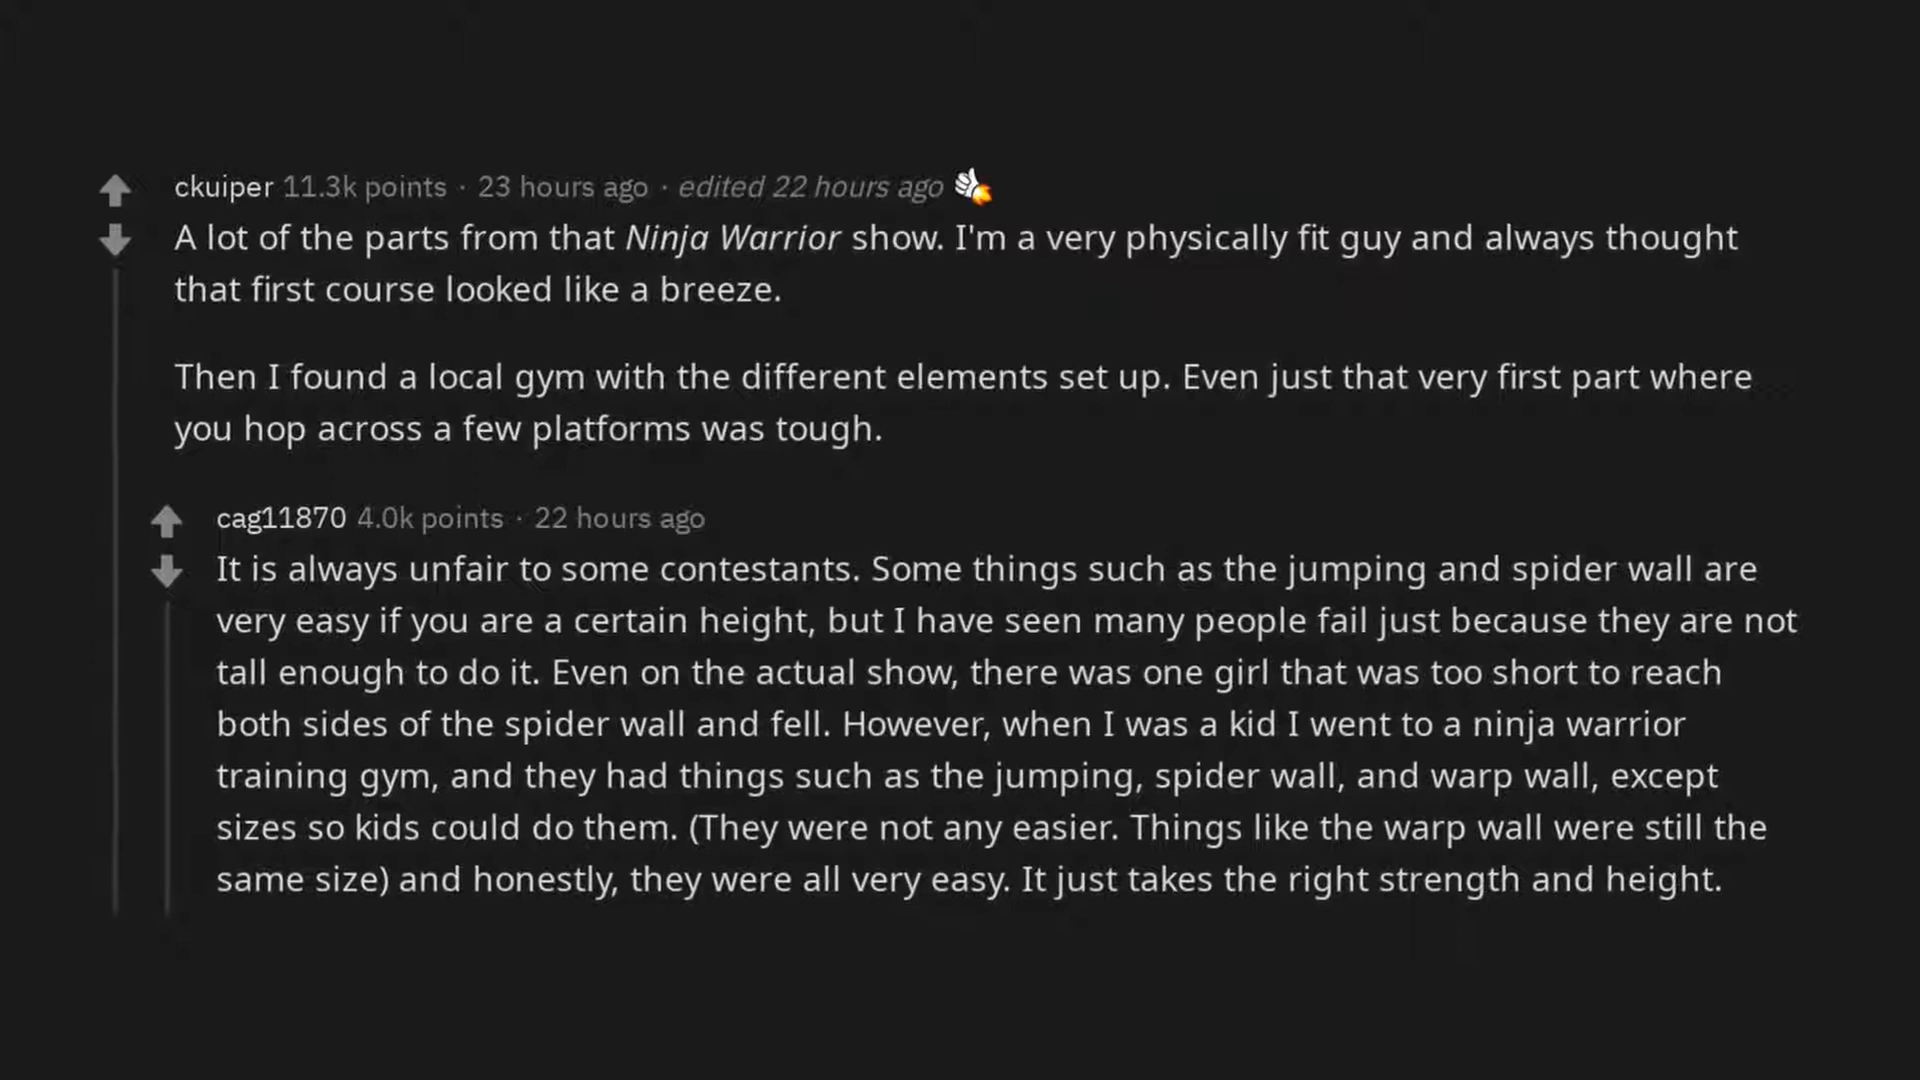 ckuiper 11.3k points · 23 hours ago · edited 22 hours ago
A lot of the parts from that Ninja Warrior show. I'm a very physically fit guy and always thought
that first course looked like a breeze.
Then I found a local gym with the different elements set up. Even just that very first part where
you hop across a few platforms was tough.
cag11870 4.0k points · 22 hours ago
It is always unfair to some contestants. Some things such as the jumping and spider wall are
very easy if you are a certain height, but I have seen many people fail just because they are not
tall enough to do it. Even on the actual show, there was one girl that was too short to reach
both sides of the spider wall and fell. However, when I was a kid I went to a ninja warrior
training gym, and they had things such as the jumping, spider wall, and warp wall, except
sizes so kids could do them. (They were not any easier. Things like the warp wall were still the
same size) and honestly, they were all very easy. It just takes the right strength and height.